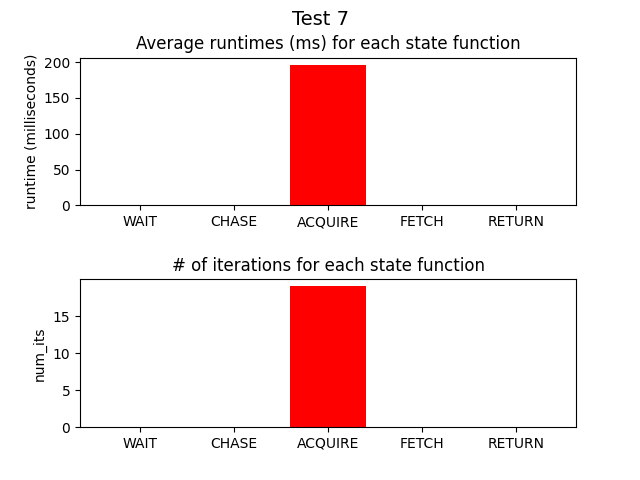 Test 7
Average runtimes (ms) for each state function
runtime (milliseconds)
200
150
100
50
0
WAIT CHASE ACQUIRE FETCH RETURN
# of iterations for each state function
num_its
15
10
5
0
WAIT CHASE ACQUIRE FETCH RETURN